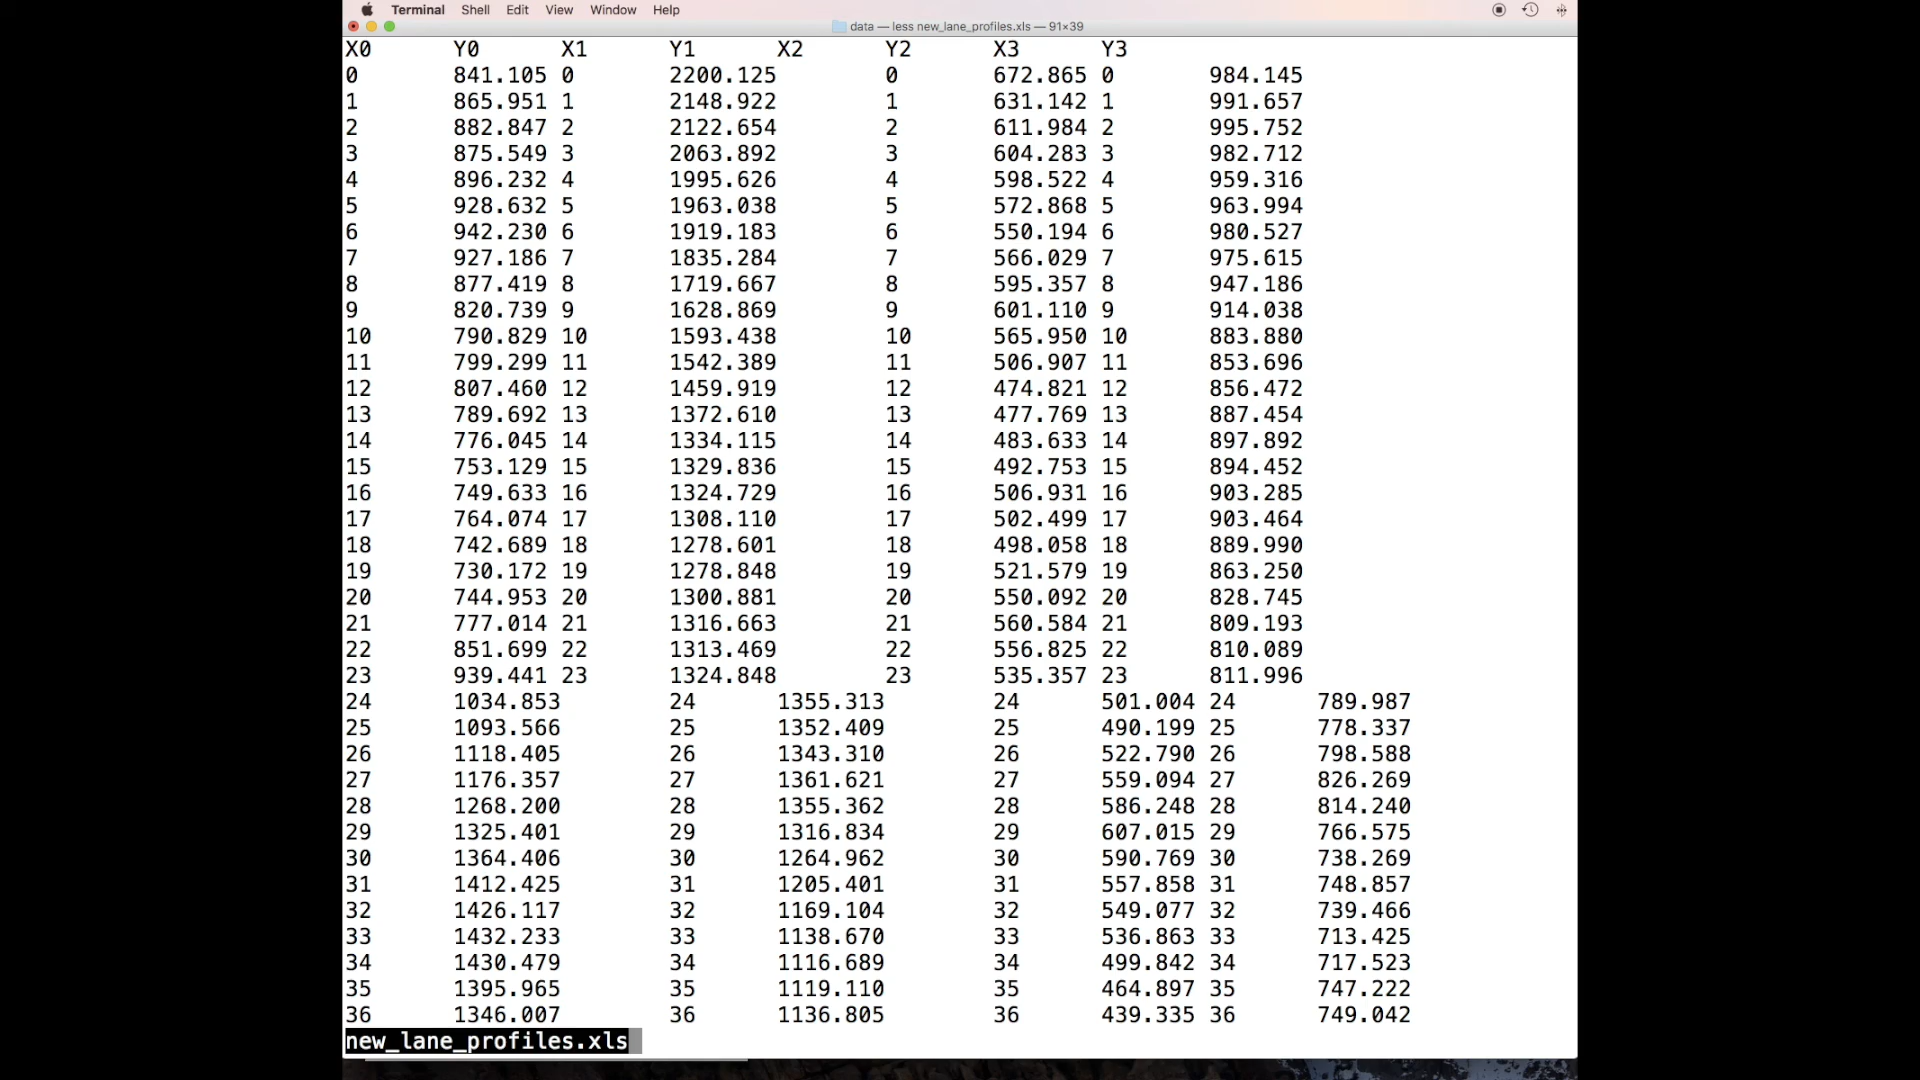 Terminal Shell Edit View Window Help
data — less new_lane_profiles.xls — 91×39
X0 Y0 X1 Y1 X2 Y2 X3 Y3
0 841.105 0 2200.125 0 672.865 0 984.145
1 865.951 1 2148.922 1 631.142 1 991.657
2 882.847 2 2122.654 2 611.984 2 995.752
3 875.549 3 2063.892 3 604.283 3 982.712
4 896.232 4 1995.626 4 598.522 4 959.316
5 928.632 5 1963.038 5 572.868 5 963.994
6 942.230 6 1919.183 6 550.194 6 980.527
7 927.186 7 1835.284 7 566.029 7 975.615
8 877.419 8 1719.667 8 595.357 8 947.186
9 820.739 9 1628.869 9 601.110 9 914.038
10 790.829 10 1593.438 10 565.950 10 883.880
11 799.299 11 1542.389 11 506.907 11 853.696
12 807.460 12 1459.919 12 474.821 12 856.472
13 789.692 13 1372.610 13 477.769 13 887.454
14 776.045 14 1334.115 14 483.633 14 897.892
15 753.129 15 1329.836 15 492.753 15 894.452
16 749.633 16 1324.729 16 506.931 16 903.285
17 764.074 17 1308.110 17 502.499 17 903.464
18 742.689 18 1278.601 18 498.058 18 889.990
19 730.172 19 1278.848 19 521.579 19 863.250
20 744.953 20 1300.881 20 550.092 20 828.745
21 777.014 21 1316.663 21 560.584 21 809.193
22 851.699 22 1313.469 22 556.825 22 810.089
23 939.441 23 1324.848 23 535.357 23 811.996
24 1034.853 24 1355.313 24 501.004 24 789.987
25 1093.566 25 1352.409 25 490.199 25 778.337
26 1118.405 26 1343.310 26 522.790 26 798.588
27 1176.357 27 1361.621 27 559.094 27 826.269
28 1268.200 28 1355.362 28 586.248 28 814.240
29 1325.401 29 1316.834 29 607.015 29 766.575
30 1364.406 30 1264.962 30 590.769 30 738.269
31 1412.425 31 1205.401 31 557.858 31 748.857
32 1426.117 32 1169.104 32 549.077 32 739.466
33 1432.233 33 1138.670 33 536.863 33 713.425
34 1430.479 34 1116.689 34 499.842 34 717.523
35 1395.965 35 1119.110 35 464.897 35 747.222
36 1346.007 36 1136.805 36 439.335 36 749.042
new_lane_profiles.xls